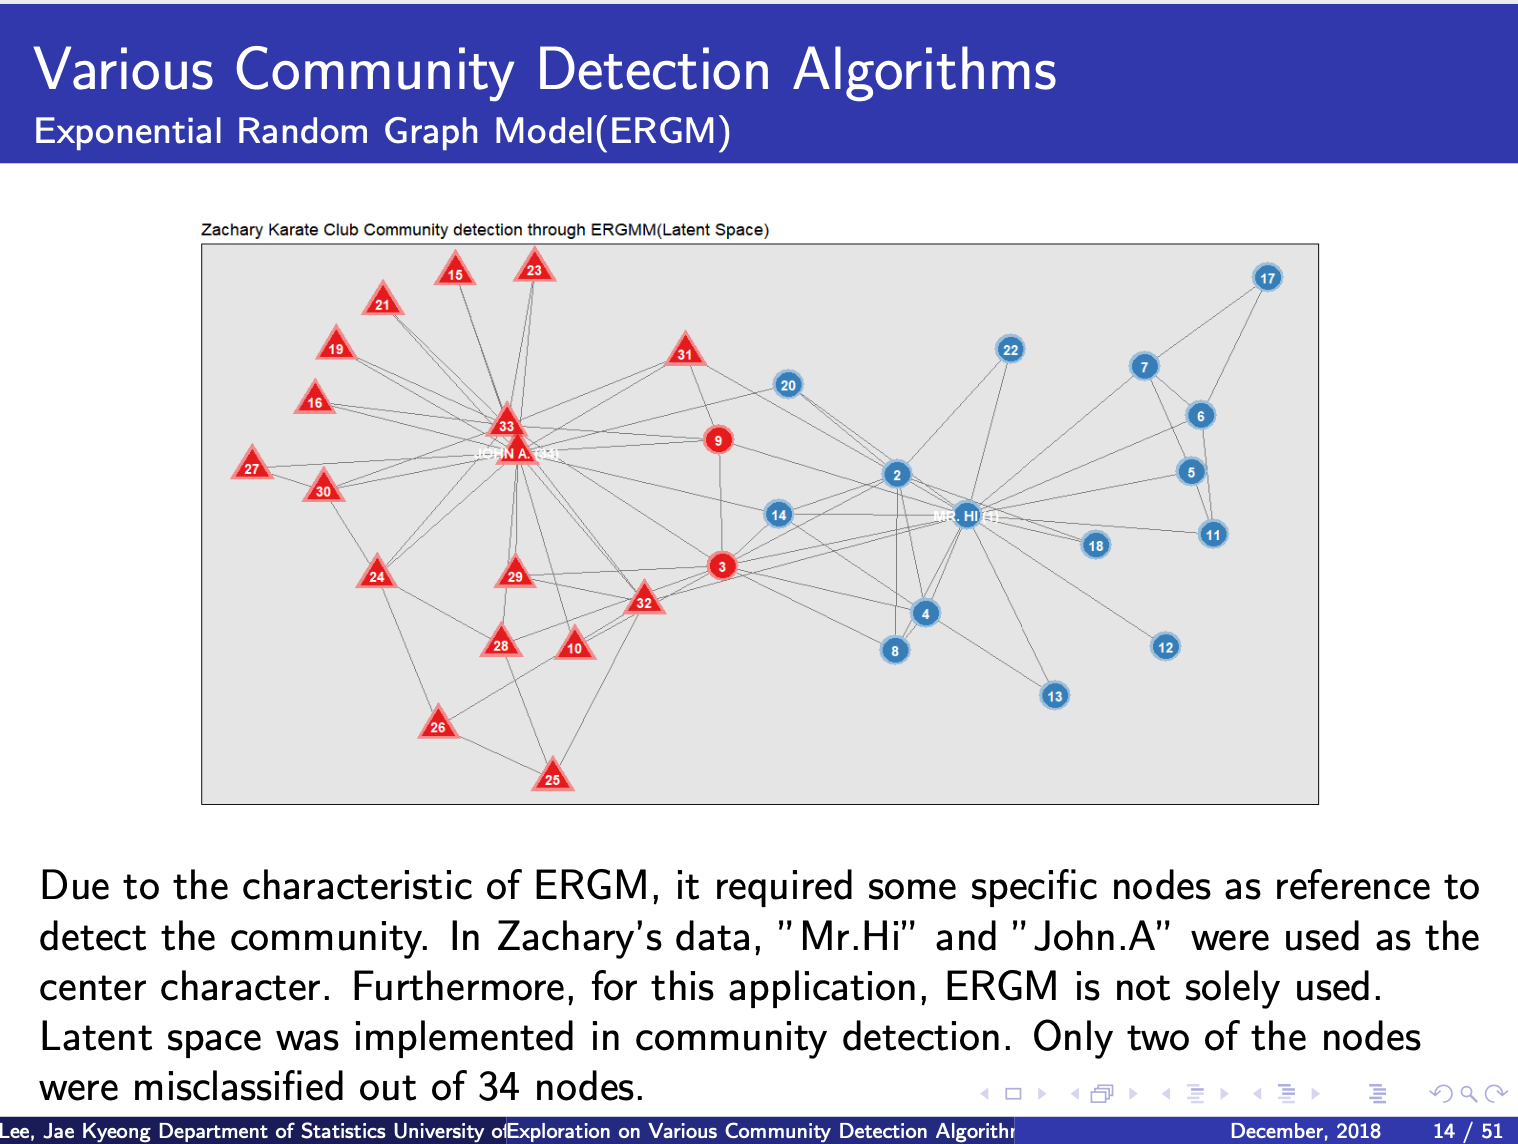 Various Community Detection Algorithms
Exponential Random Graph Model(ERGM)
Zachary Karate Club Community detection through ERGMM(Latent Space)
15
23
17
21
19
31
22
7
20
16
6
33
9
JOHN A. (34)
27
2
5
30
14
MR. HI (1)
11
18
3
24
29
32
4
28
10
8
12
13
26
25
Due to the characteristic of ERGM, it required some specific nodes as reference to
detect the community. In Zachary's data, "Mr.Hi" and "John.A" were used as the
center character. Furthermore, for this application, ERGM is not solely used.
Latent space was implemented in community detection. Only two of the nodes
were misclassified out of 34 nodes.
Lee, Jae Kyeong Department of Statistics University of Exploration on Various Community Detection Algorithm December, 2018 14 / 51